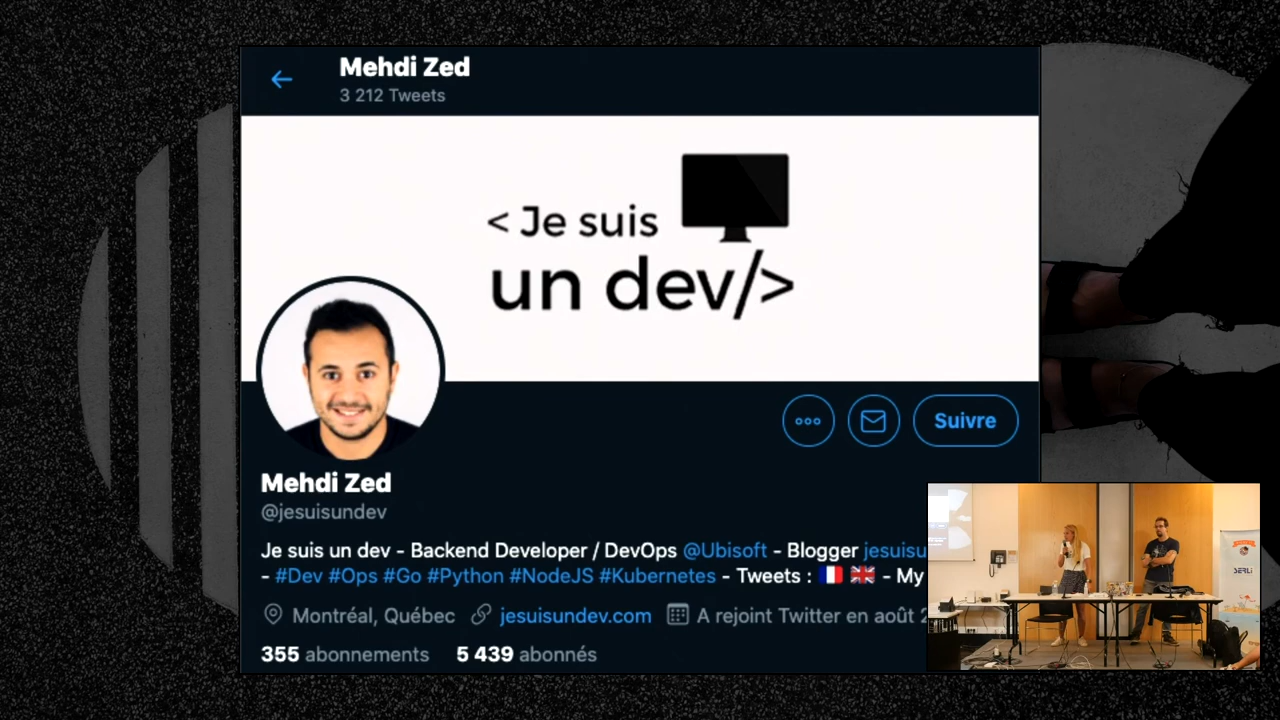 Mehdi Zed
3 212 Tweets
< Je suis
un dev/>
Suivre
Mehdi Zed
@jesuisundev
Je suis un dev - Backend Developer / DevOps @Ubisoft - Blogger jesuisu
- #Dev #Ops #Go #Python #NodeJS #Kubernetes - Tweets : 🇫🇷 🇬🇧 - My
Montréal, Québec jesuisundev.com A rejoint Twitter en août
355 abonnements 5 439 abonnés
SERLI